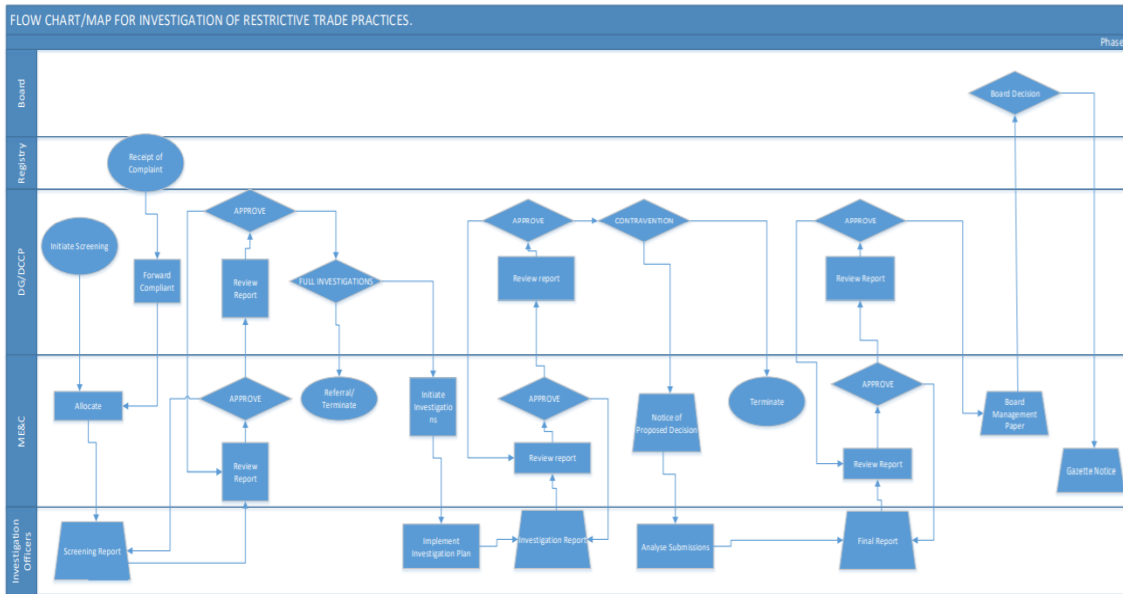 FLOW CHART/MAP FOR INVESTIGATION OF RESTRICTIVE TRADE PRACTICES.
Phase
Board
Board Decision
Registry
Receipt of
Complaint
DG/DCCP
Initiate Screening
Forward
Compliant
APPROVE
Review
Report
FULL INVESTIGATIONS
APPROVE
Review report
CONTRAVENTION
APPROVE
Review Report
ME&C
Allocate
APPROVE
Review
Report
Referral/
Terminate
Initiate
Investigatio
ns
APPROVE
Review report
Notice of
Proposed Decision
Terminate
APPROVE
Review Report
Board
Management
Paper
Gazette Notice
Investigation
Officers
Screening Report
Implement
Investigation Plan
Investigation Report
Analyse Submissions
Final Report